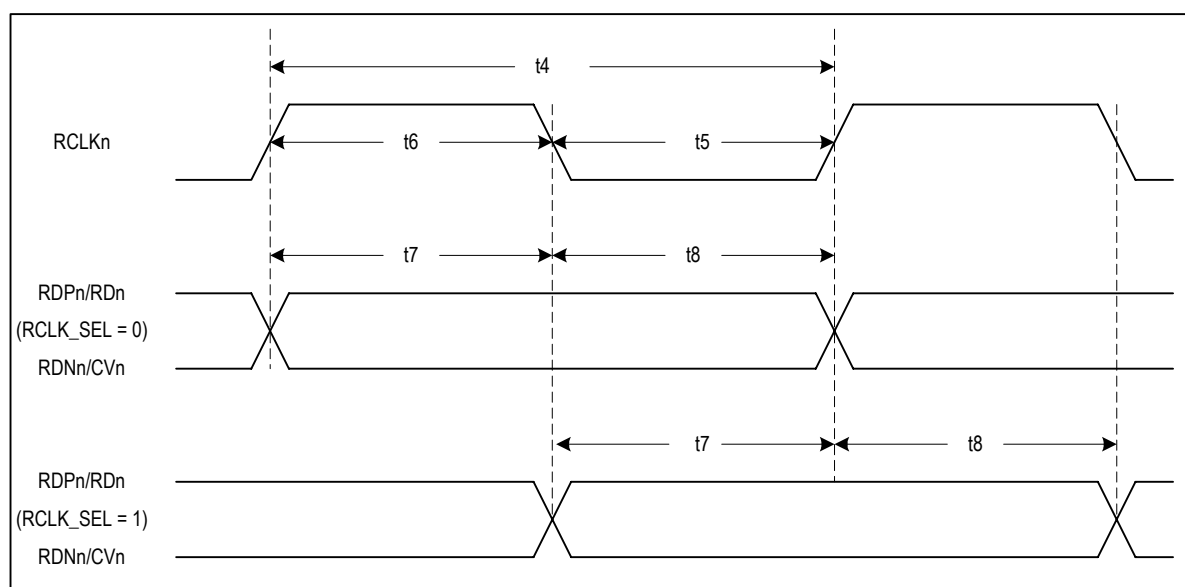 t4
RCLKn
t6
t5
t7
t8
RDPn/RDn
(RCLK_SEL = 0)
RDNn/CVn
t7
t8
RDPn/RDn
(RCLK_SEL = 1)
RDNn/CVn